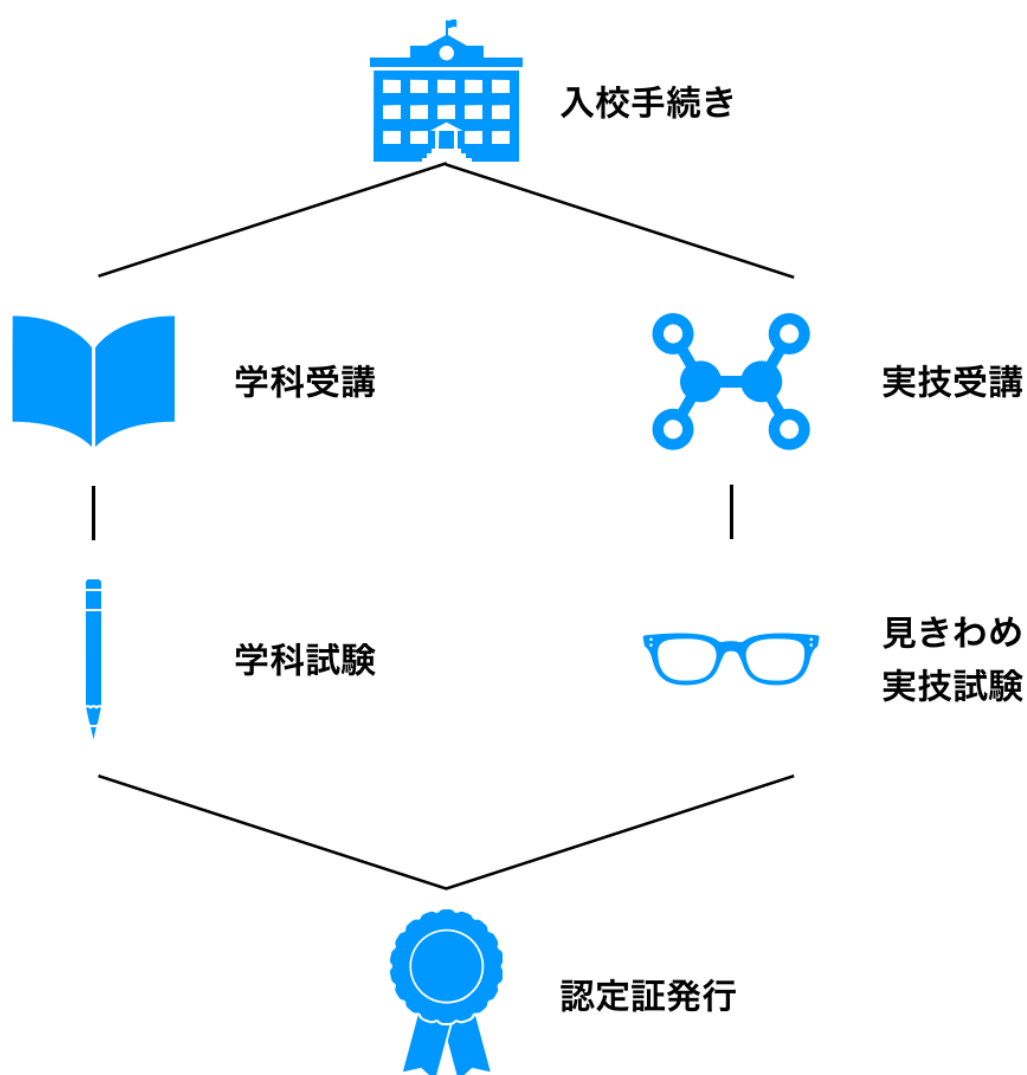 入校手続き
学科受講
実技受講
学科試験
見きわめ
実技試験
認定証発行